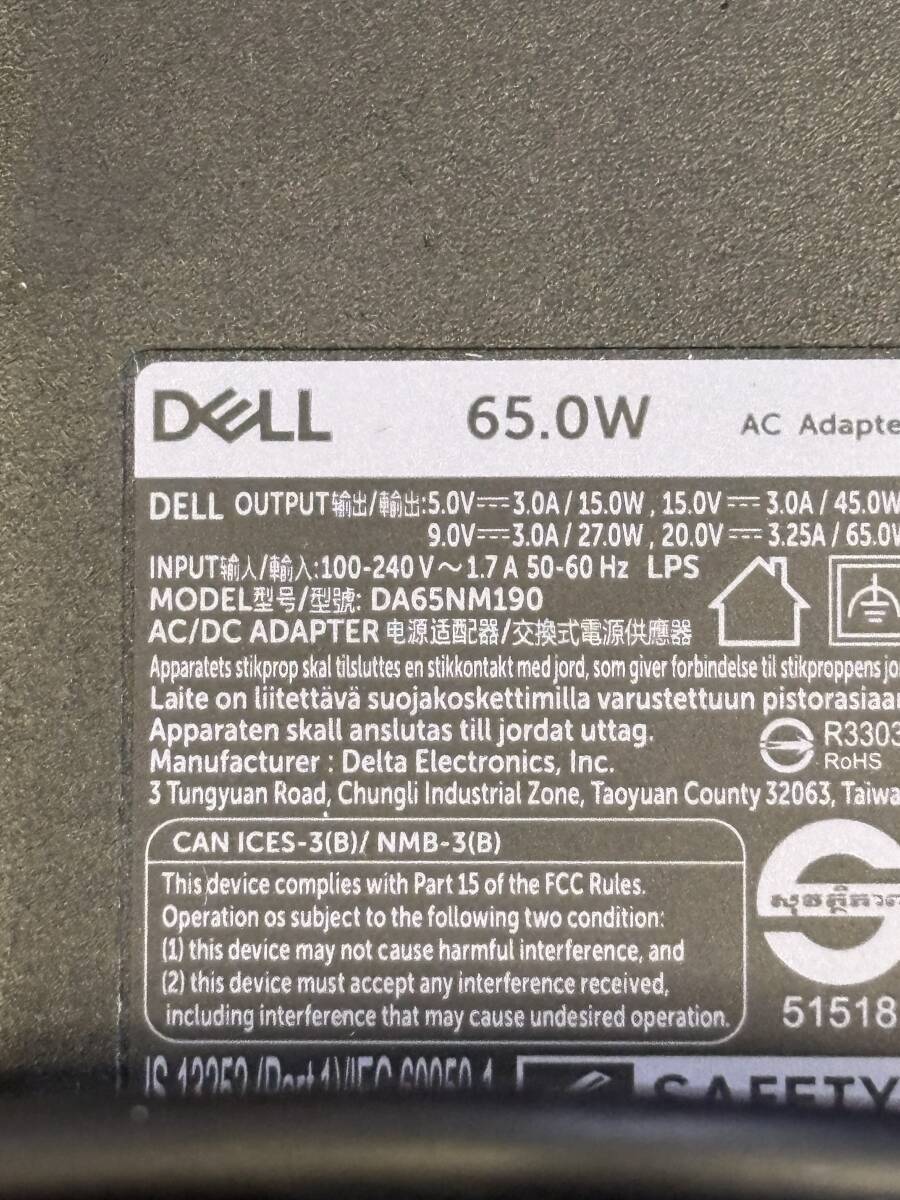 DELL 65.0W AC Adapte
DELL OUTPUT输出/輸出:5.0V⎓3.0A / 15.0W , 15.0V⎓3.0A / 45.0W
9.0V⎓3.0A / 27.0W , 20.0V⎓3.25A / 65.0W
INPUT输入/輸入:100-240 V~1.7 A 50-60 Hz LPS
MODEL型号/型號: DA65NM190
AC/DC ADAPTER 电源适配器/交換式電源供應器
Apparatets stikprop skal tilsluttes en stikkontakt med jord, som giver forbindelse til stikproppens jo
Laite on liitettävä suojakoskettimilla varustettuun pistorasiaan
Apparaten skall anslutas till jordat uttag.
R3303
RoHS
Manufacturer : Delta Electronics, Inc.
3 Tungyuan Road, Chungli Industrial Zone, Taoyuan County 32063, Taiwa
CAN ICES-3(B)/ NMB-3(B)
This device complies with Part 15 of the FCC Rules.
Operation os subject to the following two condition:
(1) this device may not cause harmful interference, and
(2) this device must accept any interference received,
including interference that may cause undesired operation.
51518
IS 13252 (Part 1)/IEC 60950-1
SAFETY